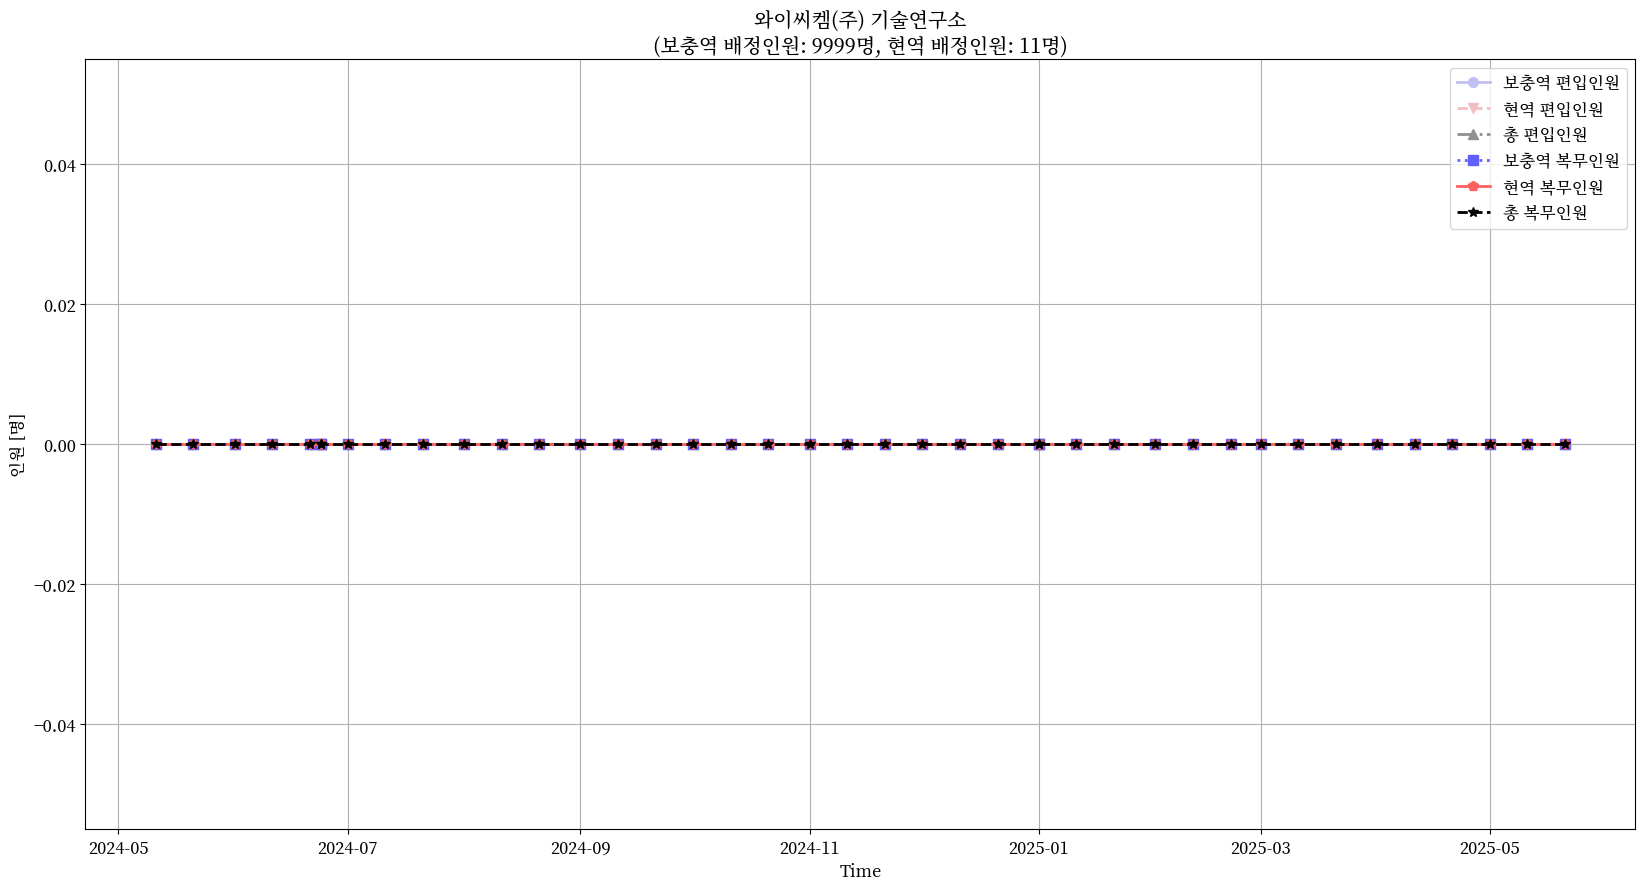 와이씨켐(주) 기술연구소
(보충역 배정인원: 9999명, 현역 배정인원: 11명)
보충역 편입인원
현역 편입인원
총 편입인원
보충역 복무인원
현역 복무인원
총 복무인원
인원 [명]
0.04
0.02
0.00
−0.02
−0.04
2024-05
2024-07
2024-09
2024-11
2025-01
2025-03
2025-05
Time